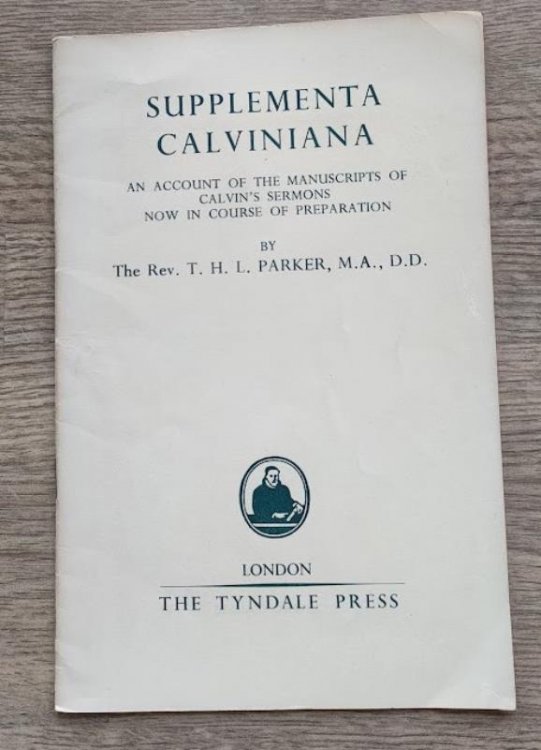 SUPPLEMENTA
CALVINIANA
AN ACCOUNT OF THE MANUSCRIPTS OF
CALVIN'S SERMONS
NOW IN COURSE OF PREPARATION
BY
The Rev. T. H. L. PARKER, M.A., D.D.
LONDON
THE TYNDALE PRESS